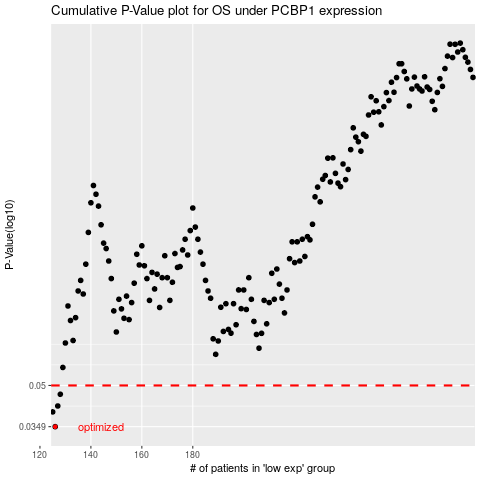 Cumulative P-Value plot for OS under PCBP1 expression
P-Value(log10)
0.05
0.0349
optimized
120 140 160 180
# of patients in 'low exp' group